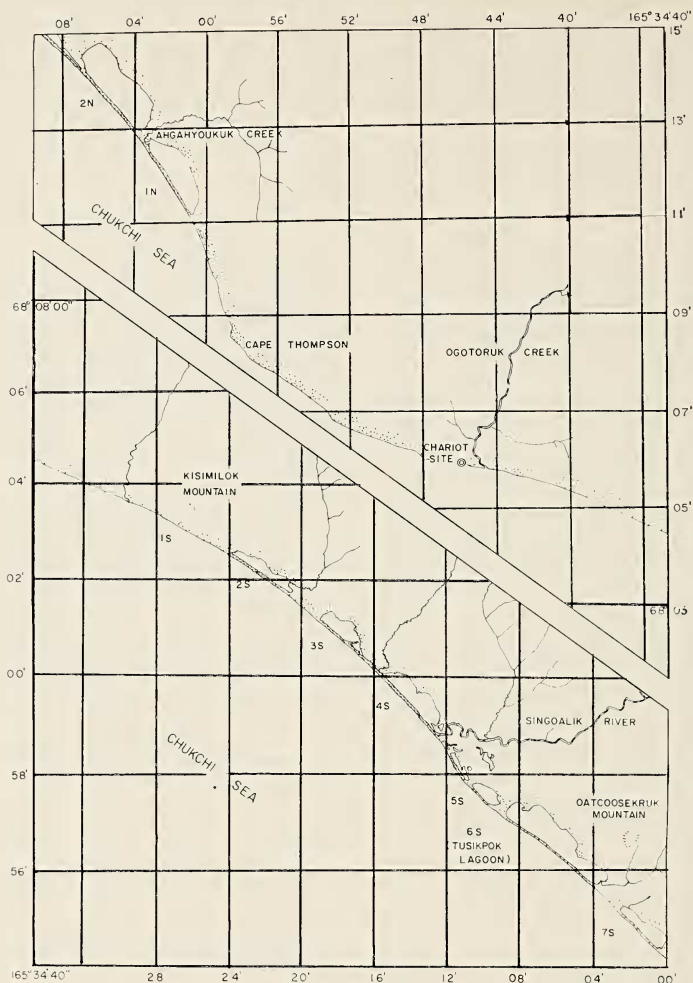 08' 04' 00' 56' 52' 48' 44' 40' 165° 34' 40"
15'
2N
AHGAHYOUKUK CREEK
13'
1N
11'
CHUKCHI SEA
68° 08' 00"
09'
CAPE THOMPSON
OGOTORUK CREEK
06'
07'
CHARIOT
SITE
KISIMILOK
MOUNTAIN
04'
05'
1S
02'
2S
68° 03'
3S
00'
4S
SINGOALIK RIVER
CHUKCHI SEA
58'
5S
OATCOOSEKRUK
MOUNTAIN
6S
(TUSIKPOK
LAGOON)
56'
7S
165° 34' 40" 28' 24' 20' 16' 12' 08' 04' 00'